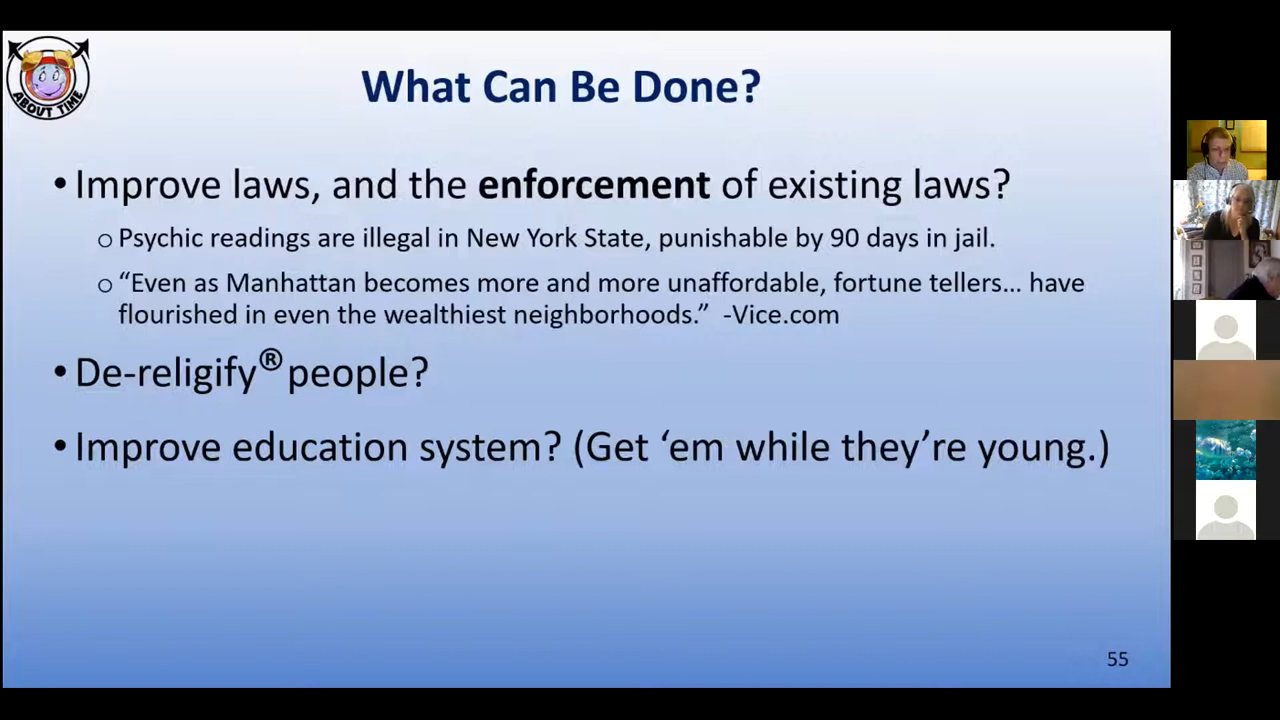 ABOUT TIME
What Can Be Done?
• Improve laws, and the enforcement of existing laws?
o Psychic readings are illegal in New York State, punishable by 90 days in jail.
o “Even as Manhattan becomes more and more unaffordable, fortune tellers… have
flourished in even the wealthiest neighborhoods.” -Vice.com
• De-religify® people?
• Improve education system? (Get ‘em while they’re young.)
55